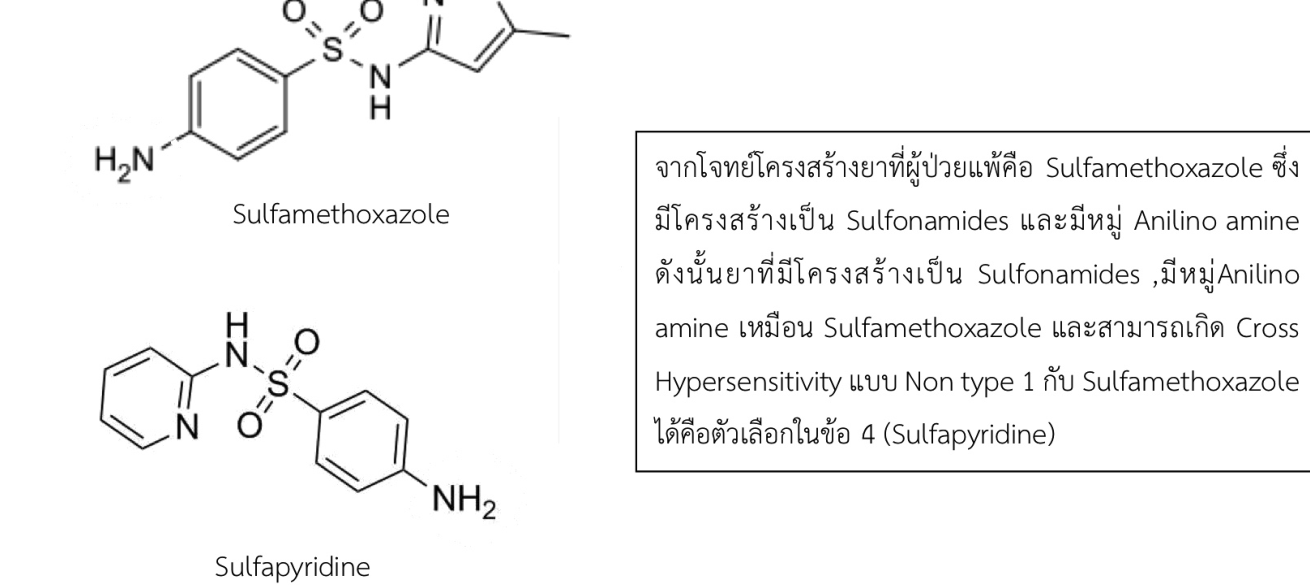 O O N
S
N
H
H₂N
Sulfamethoxazole
จากโจทย์โครงสร้างยาที่ผู้ป่วยแพ้คือ Sulfamethoxazole ซึ่ง
มีโครงสร้างเป็น Sulfonamides และมีหมู่ Anilino amine
ดังนั้นยาที่มีโครงสร้างเป็น Sulfonamides ,มีหมู่Anilino
amine เหมือน Sulfamethoxazole และสามารถเกิด Cross
Hypersensitivity แบบ Non type 1 กับ Sulfamethoxazole
ได้คือตัวเลือกในข้อ 4 (Sulfapyridine)
H
N O
S
N O
NH₂
Sulfapyridine